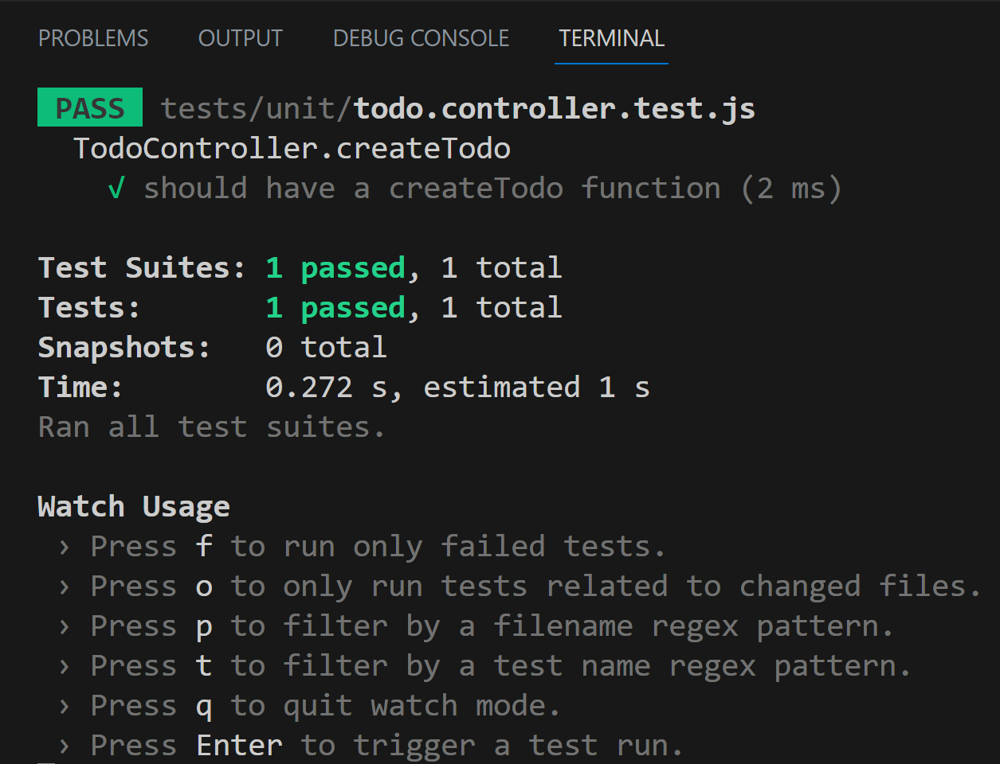 PROBLEMS OUTPUT DEBUG CONSOLE TERMINAL
PASS tests/unit/todo.controller.test.js
TodoController.createTodo
√ should have a createTodo function (2 ms)
Test Suites: 1 passed, 1 total
Tests: 1 passed, 1 total
Snapshots: 0 total
Time: 0.272 s, estimated 1 s
Ran all test suites.
Watch Usage
› Press f to run only failed tests.
› Press o to only run tests related to changed files.
› Press p to filter by a filename regex pattern.
› Press t to filter by a test name regex pattern.
› Press q to quit watch mode.
› Press Enter to trigger a test run.